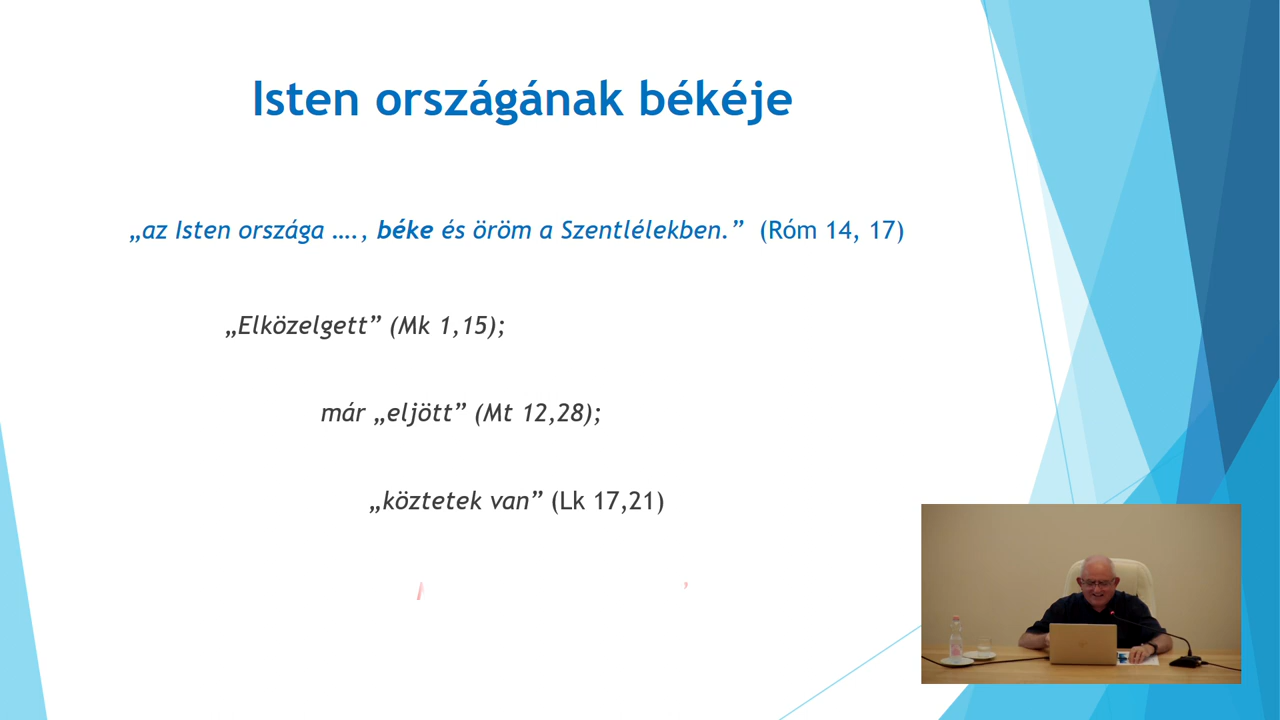 Isten országának békéje
„az Isten országa …., béke és öröm a Szentlélekben.” (Róm 14, 17)
„Elközelgett” (Mk 1,15);
már „eljött” (Mt 12,28);
„köztetek van” (Lk 17,21)